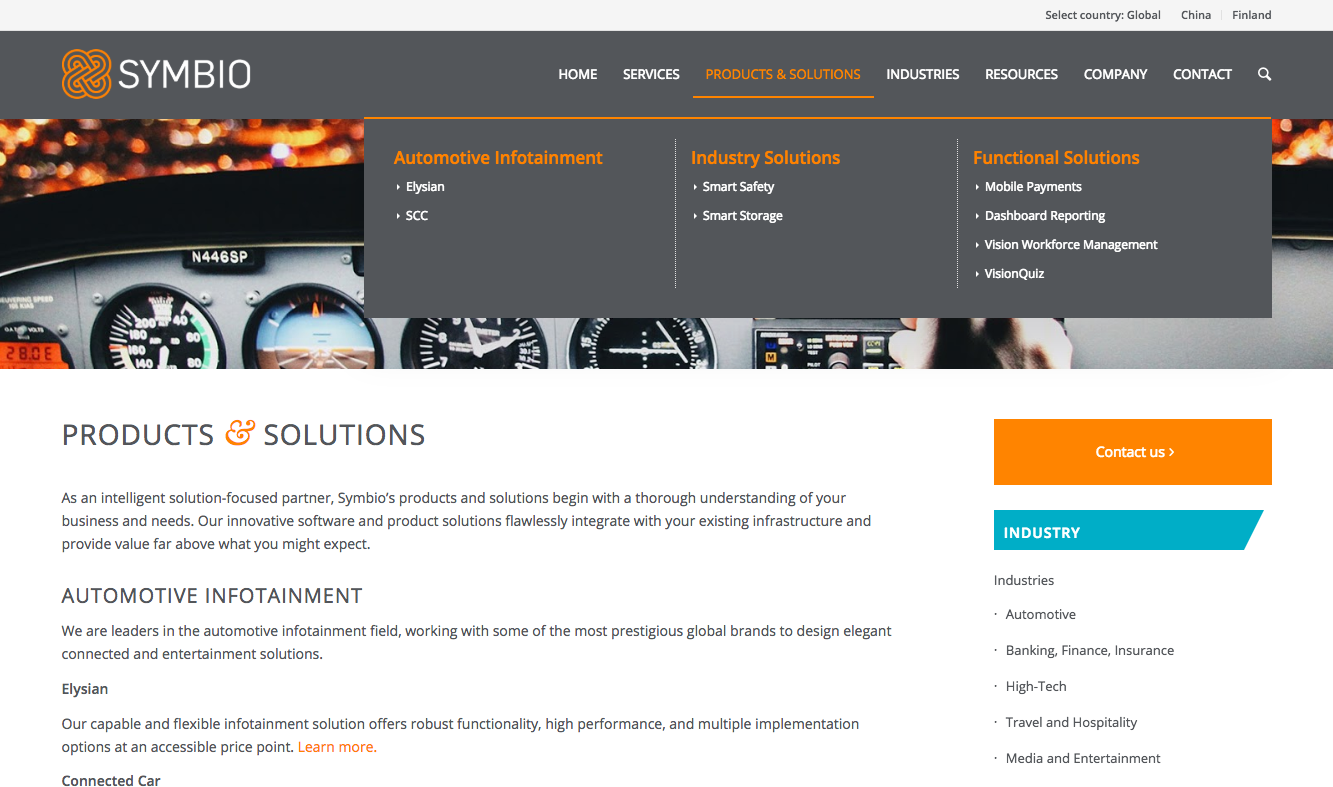 Select country: Global China Finland
SYMBIO
HOME SERVICES PRODUCTS & SOLUTIONS INDUSTRIES RESOURCES COMPANY CONTACT
Automotive Infotainment
Elysian
SCC
Industry Solutions
Smart Safety
Smart Storage
Functional Solutions
Mobile Payments
Dashboard Reporting
Vision Workforce Management
VisionQuiz
N446SP
28.0E
200 40
180 60
160
140 80
PRODUCTS & SOLUTIONS
As an intelligent solution-focused partner, Symbio’s products and solutions begin with a thorough understanding of your
business and needs. Our innovative software and product solutions flawlessly integrate with your existing infrastructure and
provide value far above what you might expect.
AUTOMOTIVE INFOTAINMENT
We are leaders in the automotive infotainment field, working with some of the most prestigious global brands to design elegant
connected and entertainment solutions.
Elysian
Our capable and flexible infotainment solution offers robust functionality, high performance, and multiple implementation
options at an accessible price point. Learn more.
Connected Car
Contact us ›
INDUSTRY
Industries
· Automotive
· Banking, Finance, Insurance
· High-Tech
· Travel and Hospitality
· Media and Entertainment